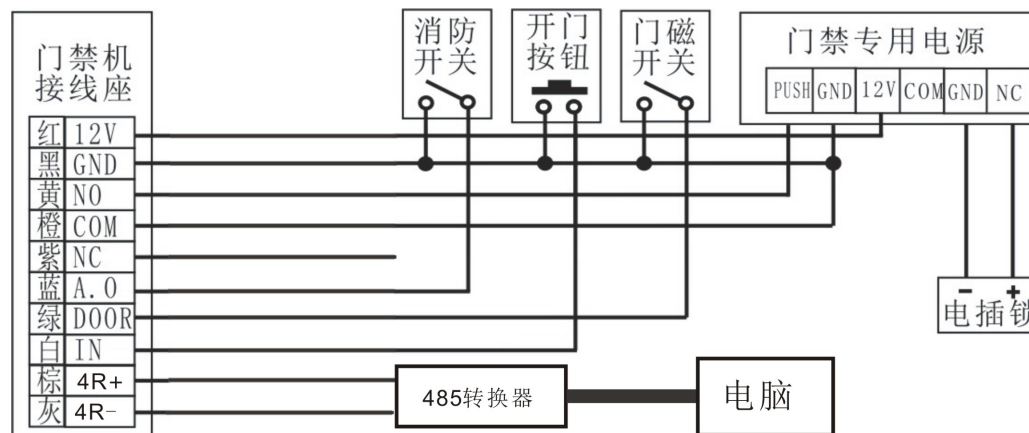 门禁机
接线座
红 12V
黑 GND
黄 NO
橙 COM
紫 NC
蓝 A.O
绿 DOOR
白 IN
棕 4R+
灰 4R-
消防
开关
开门
按钮
门磁
开关
门禁专用电源
PUSH GND 12V COM GND NC
- +
电插锁
485转换器
电脑